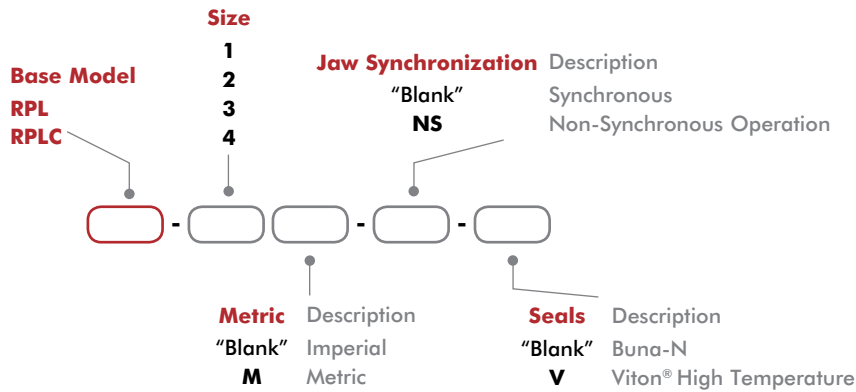 Size
1
2
3
4
Base Model
RPL
RPLC
Jaw Synchronization Description
“Blank” Synchronous
NS Non-Synchronous Operation
- - -
Metric Description
“Blank” Imperial
M Metric
Seals Description
“Blank” Buna-N
V Viton® High Temperature